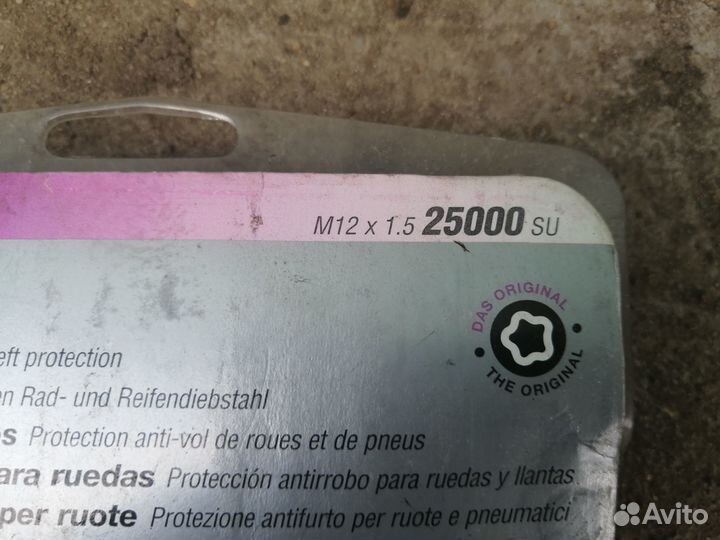 M12 x 1.5 25000 SU
DAS ORIGINAL
THE ORIGINAL
eft protection
en Rad- und Reifendiebstahl
os Protection anti-vol de roues et de pneus
ara ruedas Protección antirrobo para ruedas y llantas
per ruote Protezione antifurto per ruote e pneumatici
Avito